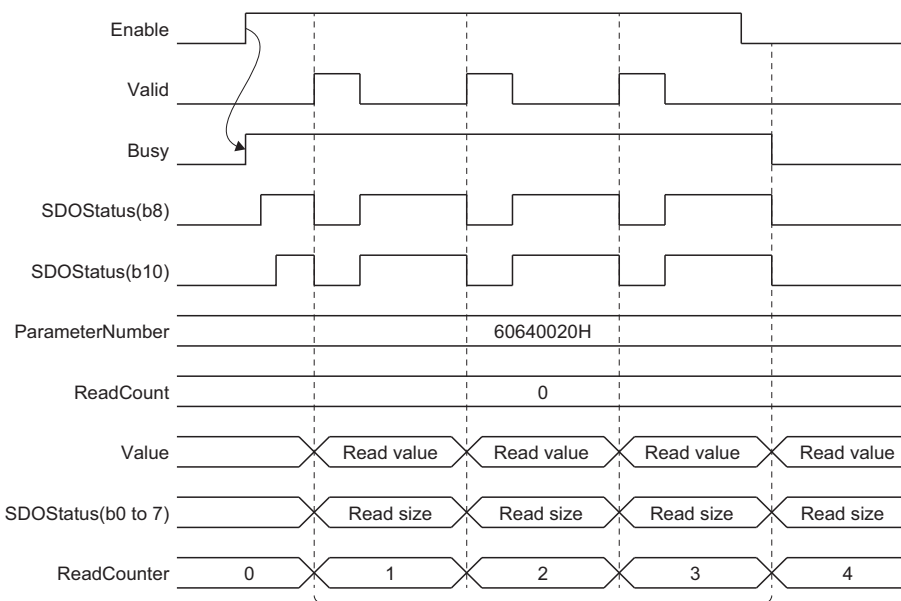 Enable
Valid
Busy
SDOStatus(b8)
SDOStatus(b10)
ParameterNumber 60640020H
ReadCount 0
Value Read value Read value Read value Read value
SDOStatus(b0 to 7) Read size Read size Read size Read size
ReadCounter 0 1 2 3 4